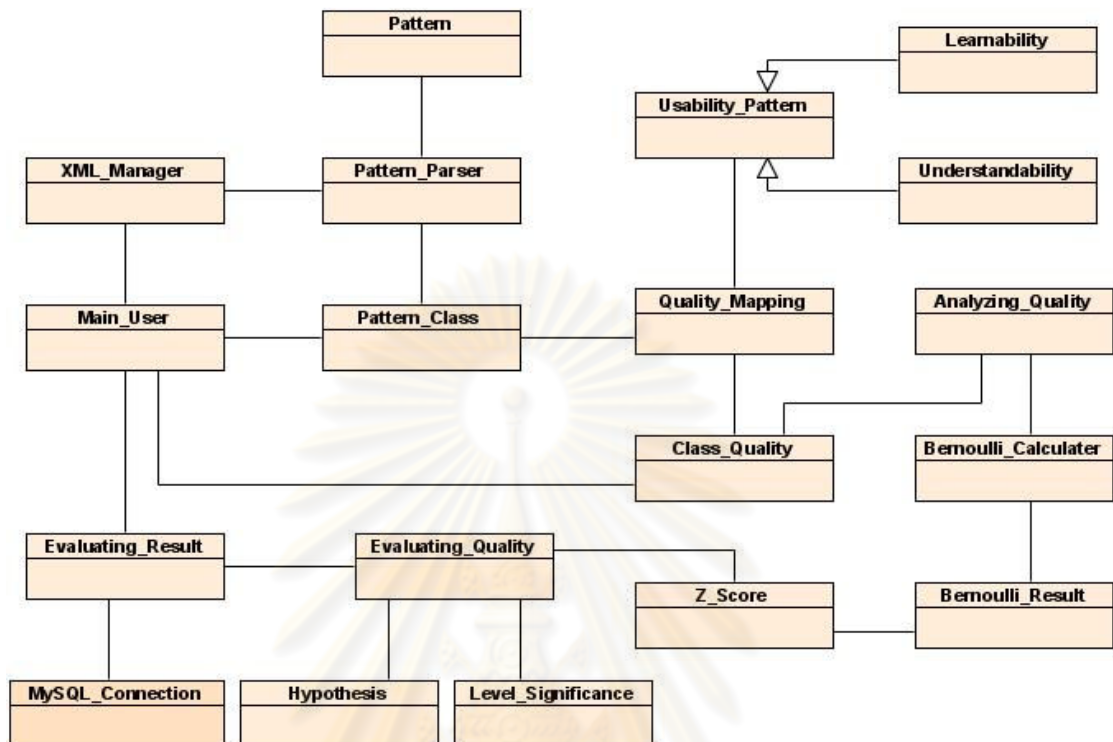 Pattern
Learnability
Usability_Pattern
XML_Manager
Pattern_Parser
Understandability
Main_User
Pattern_Class
Quality_Mapping
Analyzing_Quality
Class_Quality
Bernoulli_Calculater
Evaluating_Result
Evaluating_Quality
Z_Score
Bernoulli_Result
MySQL_Connection
Hypothesis
Level_Significance